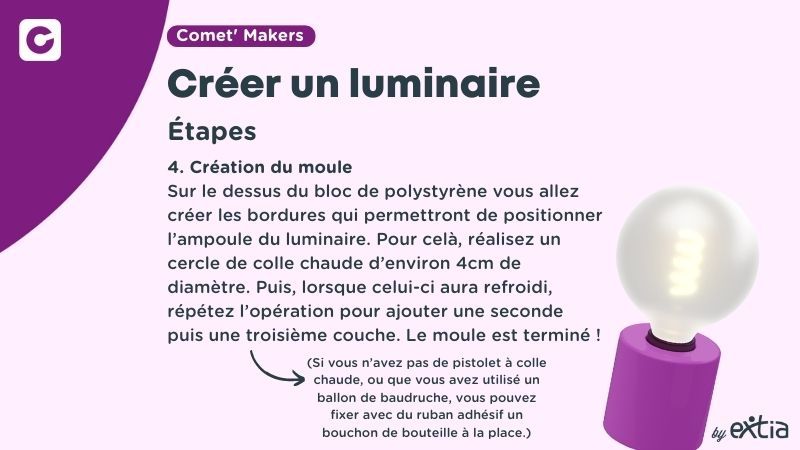 Comet' Makers
Créer un luminaire
Étapes
4. Création du moule
Sur le dessus du bloc de polystyrène vous allez
créer les bordures qui permettront de positionner
l'ampoule du luminaire. Pour celà, réalisez un
cercle de colle chaude d'environ 4cm de
diamètre. Puis, lorsque celui-ci aura refroidi,
répétez l'opération pour ajouter une seconde
puis une troisième couche. Le moule est terminé !
(Si vous n'avez pas de pistolet à colle
chaude, ou que vous avez utilisé un
ballon de baudruche, vous pouvez
fixer avec du ruban adhésif un
bouchon de bouteille à la place.)
by extia